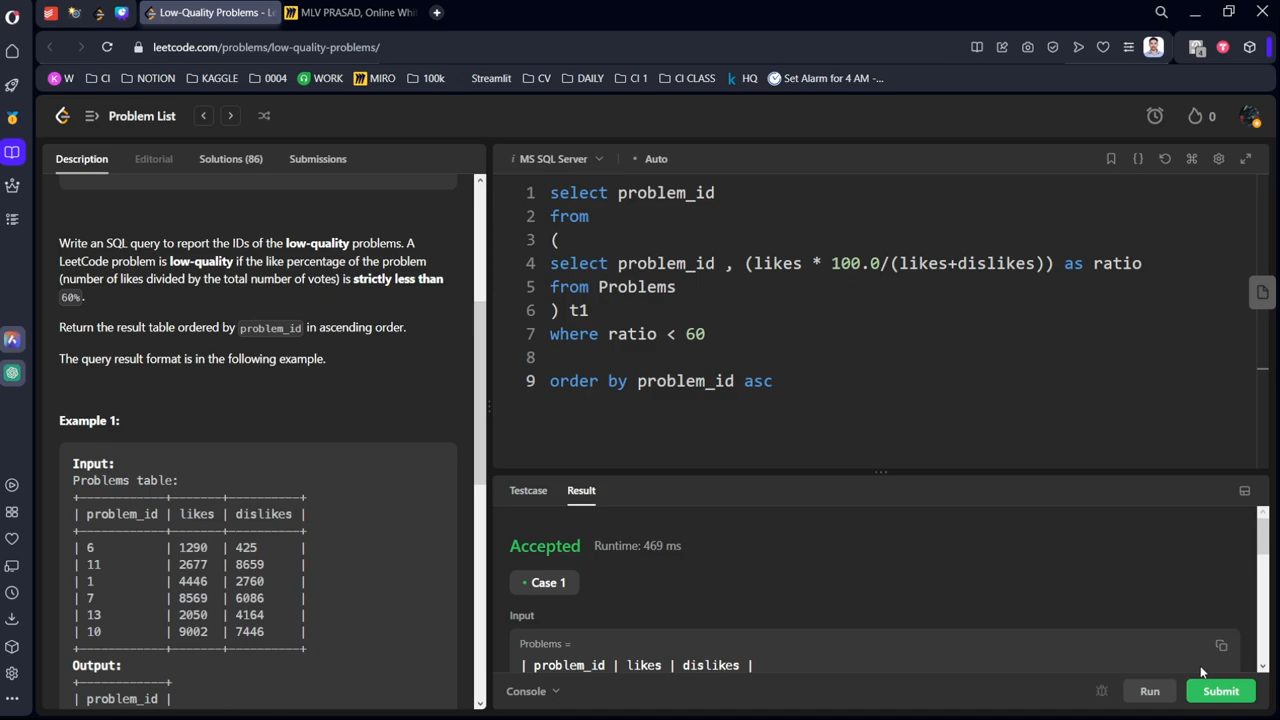 Low-Quality Problems - L
MLV PRASAD, Online Whit
leetcode.com/problems/low-quality-problems/
K W
CI
NOTION
KAGGLE
0004
WORK
MIRO
100k
Streamlit
CV
DAILY
CI 1
CI CLASS
HQ
Set Alarm for 4 AM -...
Problem List
0
Description
Editorial
Solutions (86)
Submissions
Write an SQL query to report the IDs of the low-quality problems. A
LeetCode problem is low-quality if the like percentage of the problem
(number of likes divided by the total number of votes) is strictly less than
60%.
Return the result table ordered by problem_id in ascending order.
The query result format is in the following example.
Example 1:
Input:
Problems table:
+------------+-------+----------+
| problem_id | likes | dislikes |
+------------+-------+----------+
| 6          | 1290  | 425      |
| 11         | 2677  | 8659     |
| 1          | 4446  | 2760     |
| 7          | 8569  | 6086     |
| 13         | 2050  | 4164     |
| 10         | 9002  | 7446     |
+------------+-------+----------+
Output:
+------------+
| problem_id |
i MS SQL Server
• Auto
1 select problem_id
2 from
3 (
4 select problem_id , (likes * 100.0/(likes+dislikes)) as ratio
5 from Problems
6 ) t1
7 where ratio < 60
8
9 order by problem_id asc
Testcase
Result
Accepted
Runtime: 469 ms
• Case 1
Input
Problems =
| problem_id | likes | dislikes |
Console
Run
Submit